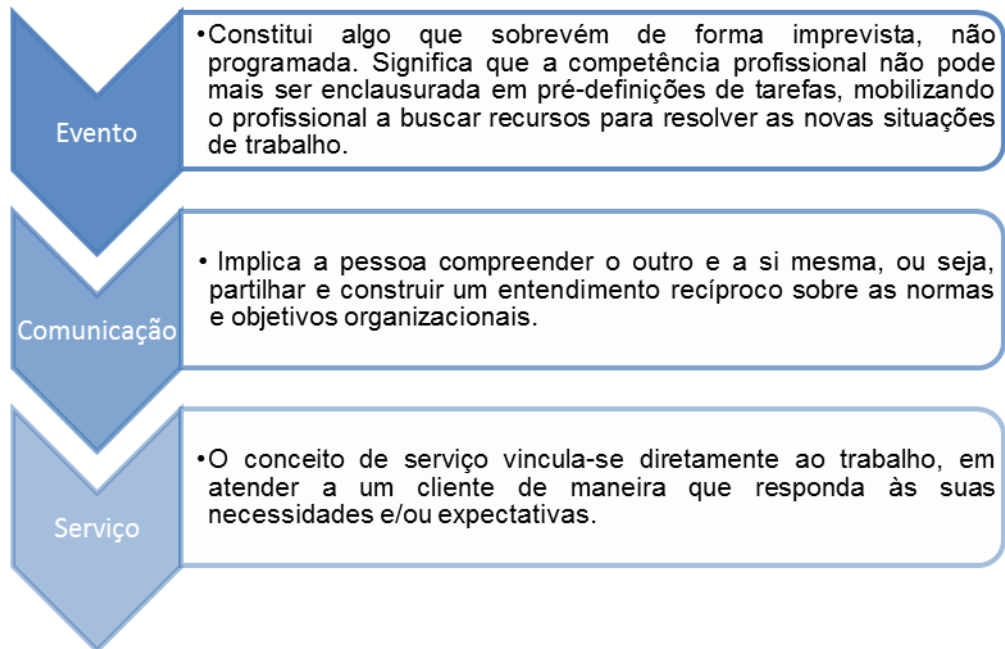 Evento
•Constitui algo que sobrevém de forma imprevista, não
programada. Significa que a competência profissional não pode
mais ser enclausurada em pré-definições de tarefas, mobilizando
o profissional a buscar recursos para resolver as novas situações
de trabalho.
Comunicação
• Implica a pessoa compreender o outro e a si mesma, ou seja,
partilhar e construir um entendimento recíproco sobre as normas
e objetivos organizacionais.
Serviço
•O conceito de serviço vincula-se diretamente ao trabalho, em
atender a um cliente de maneira que responda às suas
necessidades e/ou expectativas.